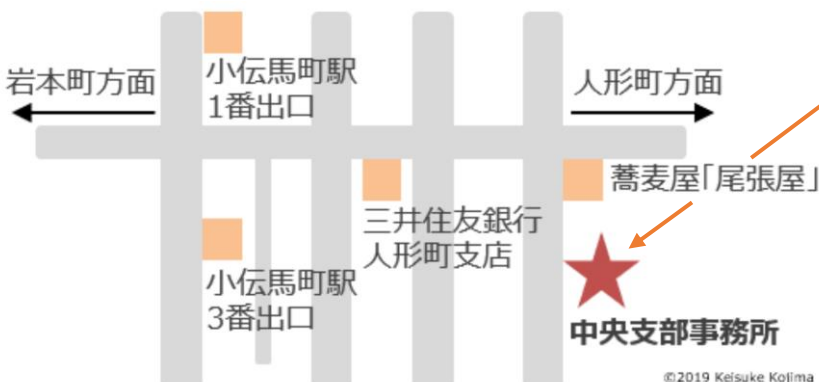 岩本町方面
小伝馬町駅
1番出口
人形町方面
蕎麦屋「尾張屋」
三井住友銀行
人形町支店
小伝馬町駅
3番出口
中央支部事務所
©2019 Keisuke Kojima